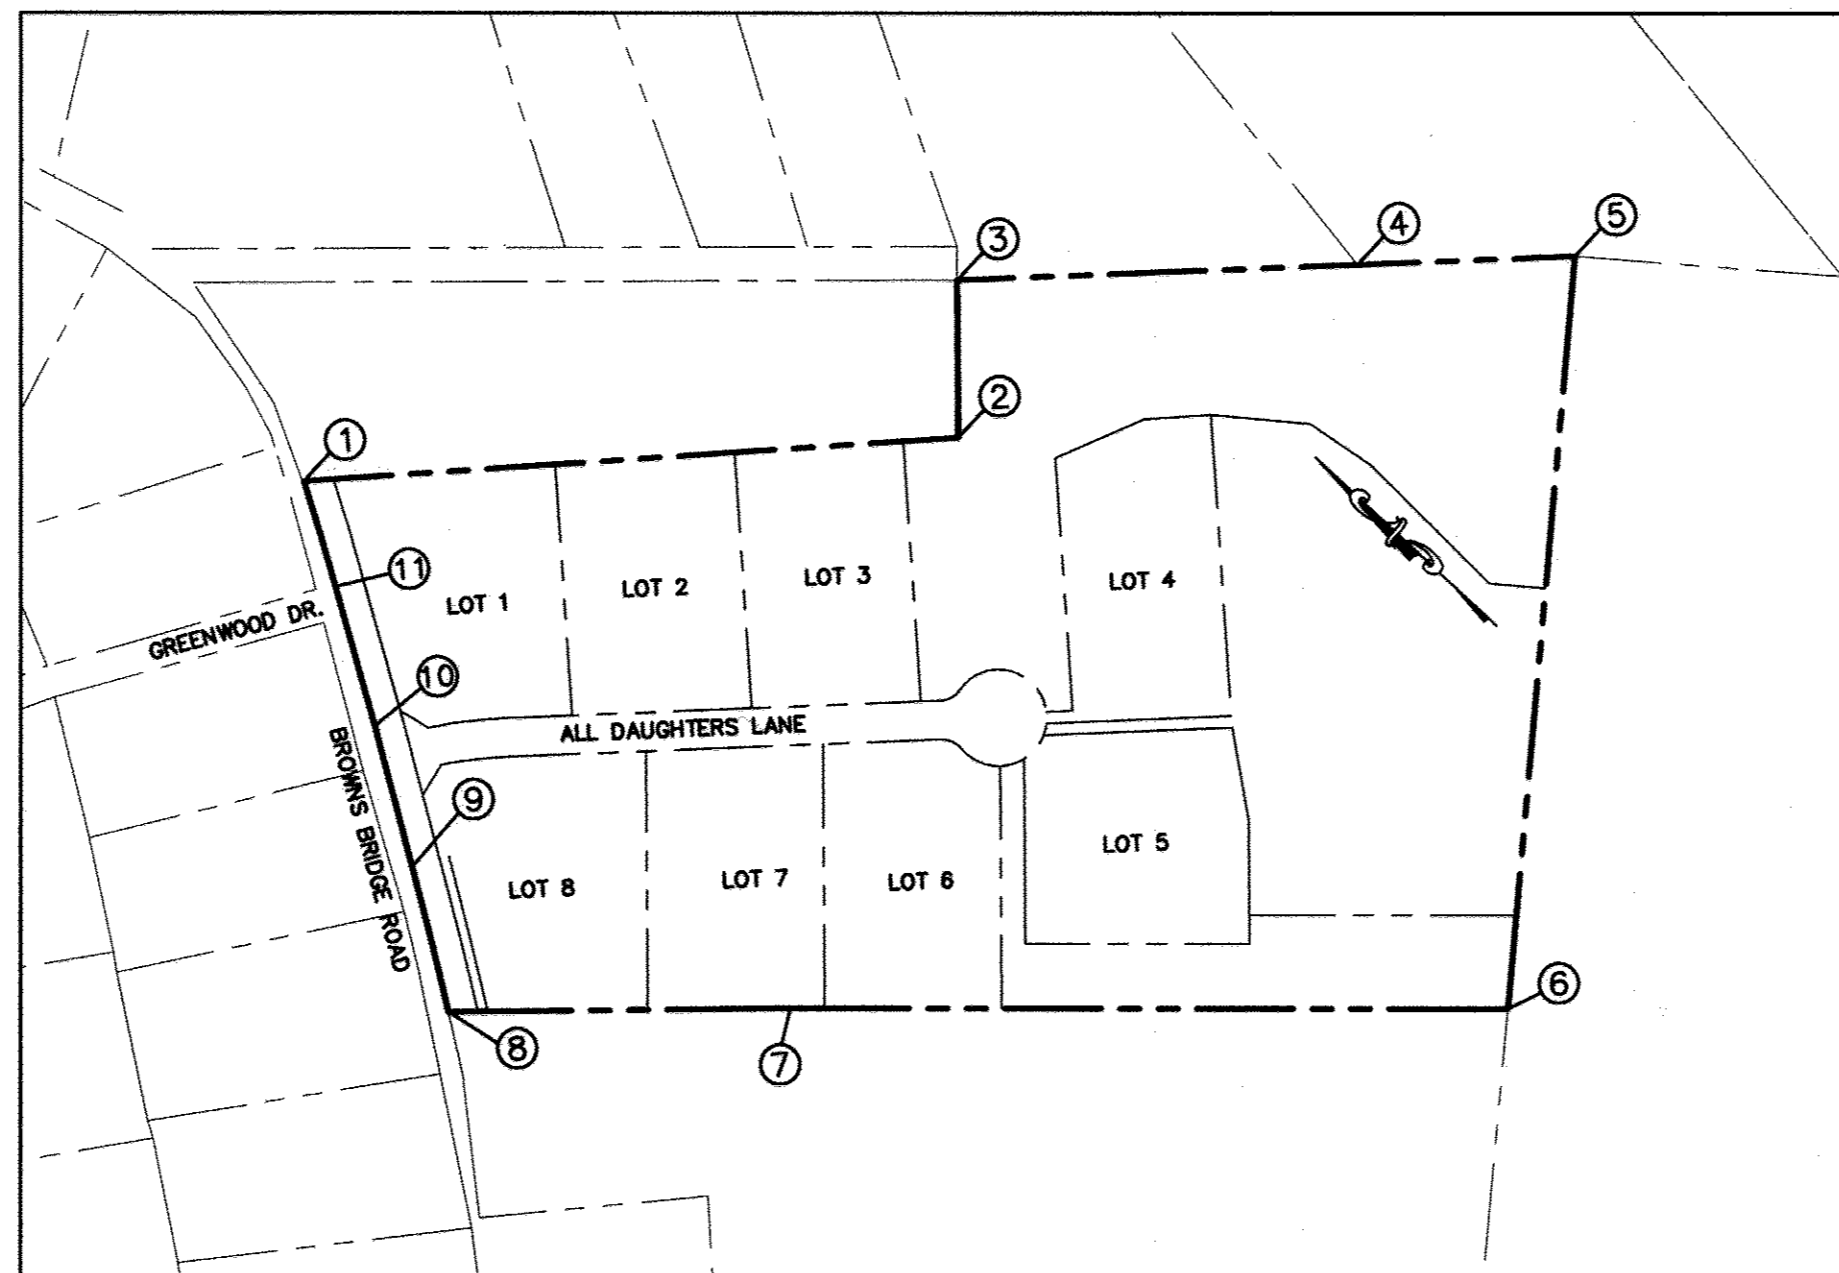 5
4
3
2
1
11
LOT 1
LOT 2
LOT 3
LOT 4
GREENWOOD DR.
10
ALL DAUGHTERS LANE
BROWNS BRIDGE ROAD
9
LOT 8
LOT 7
LOT 6
LOT 5
6
8
7